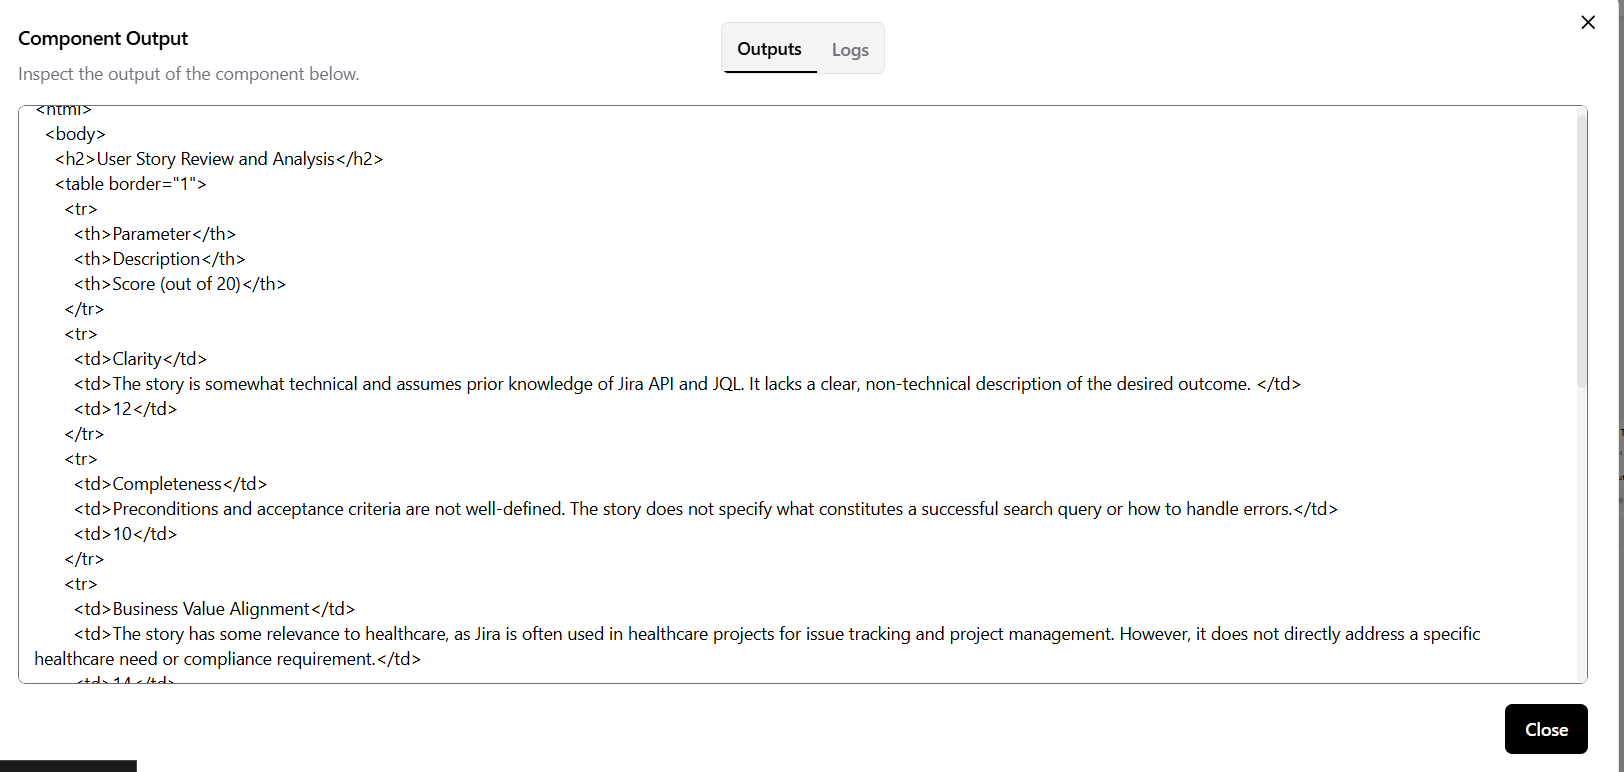 Component Output
Inspect the output of the component below.
Outputs
Logs
<html>
<body>
<h2>User Story Review and Analysis</h2>
<table border="1">
<tr>
<th>Parameter</th>
<th>Description</th>
<th>Score (out of 20)</th>
</tr>
<tr>
<td>Clarity</td>
<td>The story is somewhat technical and assumes prior knowledge of Jira API and JQL. It lacks a clear, non-technical description of the desired outcome. </td>
<td>12</td>
</tr>
<tr>
<td>Completeness</td>
<td>Preconditions and acceptance criteria are not well-defined. The story does not specify what constitutes a successful search query or how to handle errors.</td>
<td>10</td>
</tr>
<tr>
<td>Business Value Alignment</td>
<td>The story has some relevance to healthcare, as Jira is often used in healthcare projects for issue tracking and project management. However, it does not directly address a specific
healthcare need or compliance requirement.</td>
<td>14</td>
Close